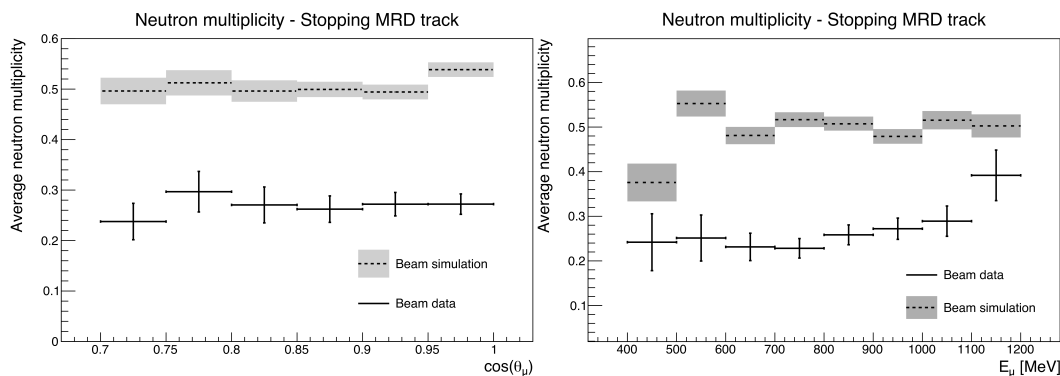 Neutron multiplicity - Stopping MRD track
Average neutron multiplicity
0.6
0.5
0.4
0.3
0.2
0.1
0
Beam simulation
Beam data
0.7 0.75 0.8 0.85 0.9 0.95 1
cos(θμ)
Neutron multiplicity - Stopping MRD track
Average neutron multiplicity
0.6
0.5
0.4
0.3
0.2
0.1
Beam data
Beam simulation
400 500 600 700 800 900 1000 1100 1200
Eμ [MeV]